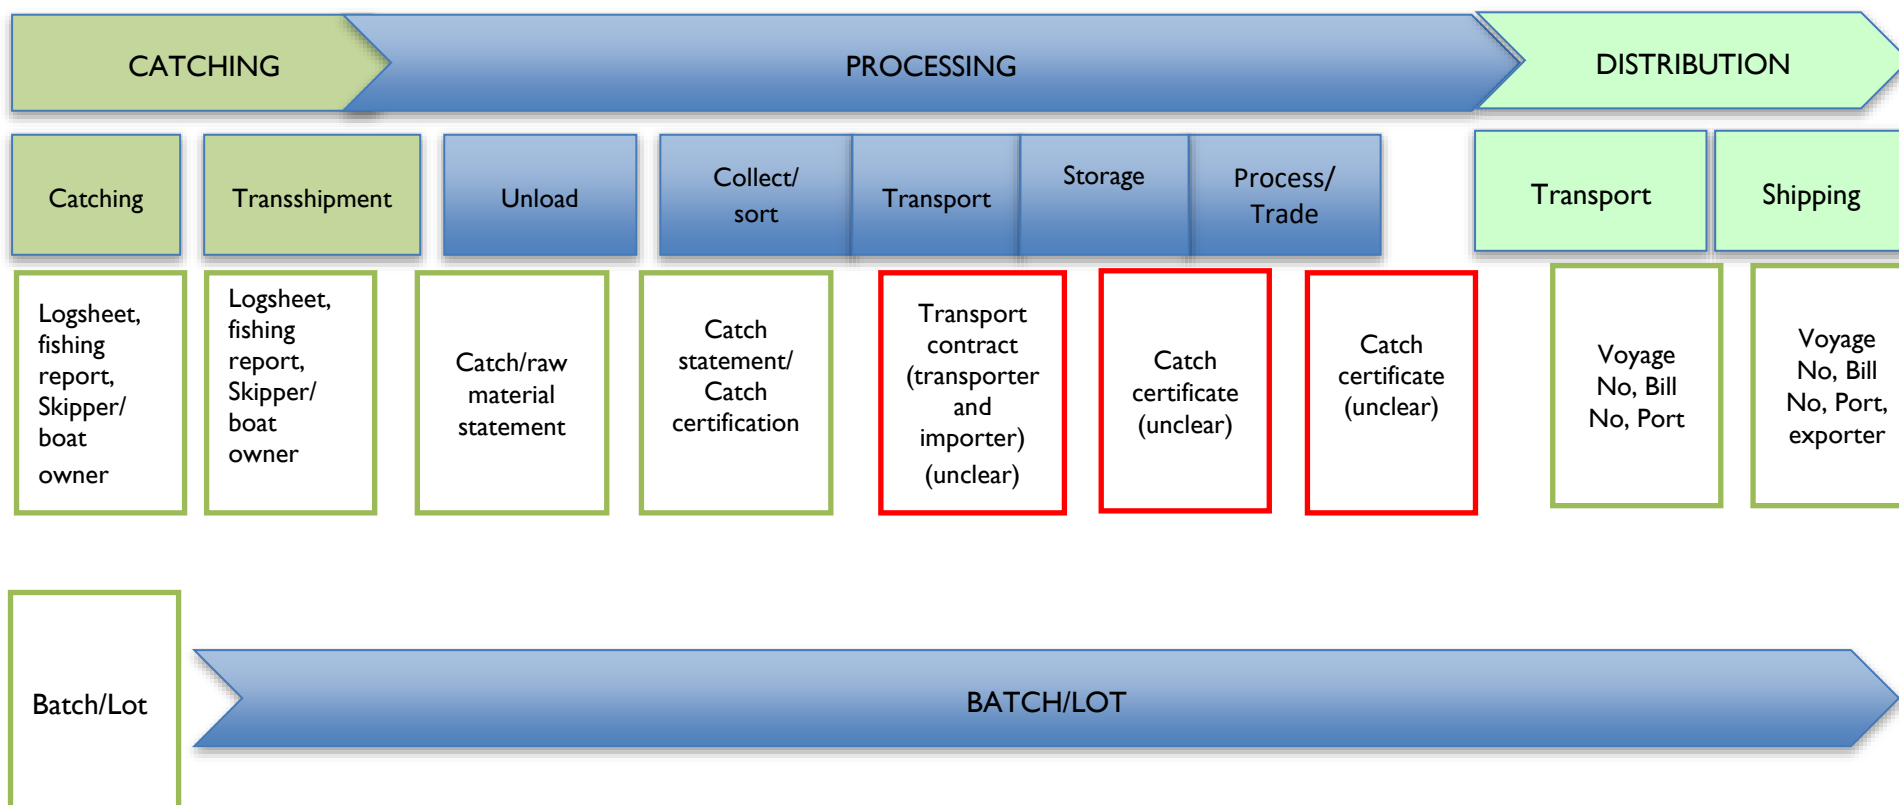 CATCHING
PROCESSING
DISTRIBUTION
Catching
Transshipment
Unload
Collect/
sort
Transport
Storage
Process/
Trade
Transport
Shipping
Logsheet,
fishing
report,
Skipper/
boat
owner
Logsheet,
fishing
report,
Skipper/
boat
owner
Catch/raw
material
statement
Catch
statement/
Catch
certification
Transport
contract
(transporter
and
importer)
(unclear)
Catch
certificate
(unclear)
Catch
certificate
(unclear)
Voyage
No, Bill
No, Port
Voyage
No, Bill
No, Port,
exporter
Batch/Lot
BATCH/LOT